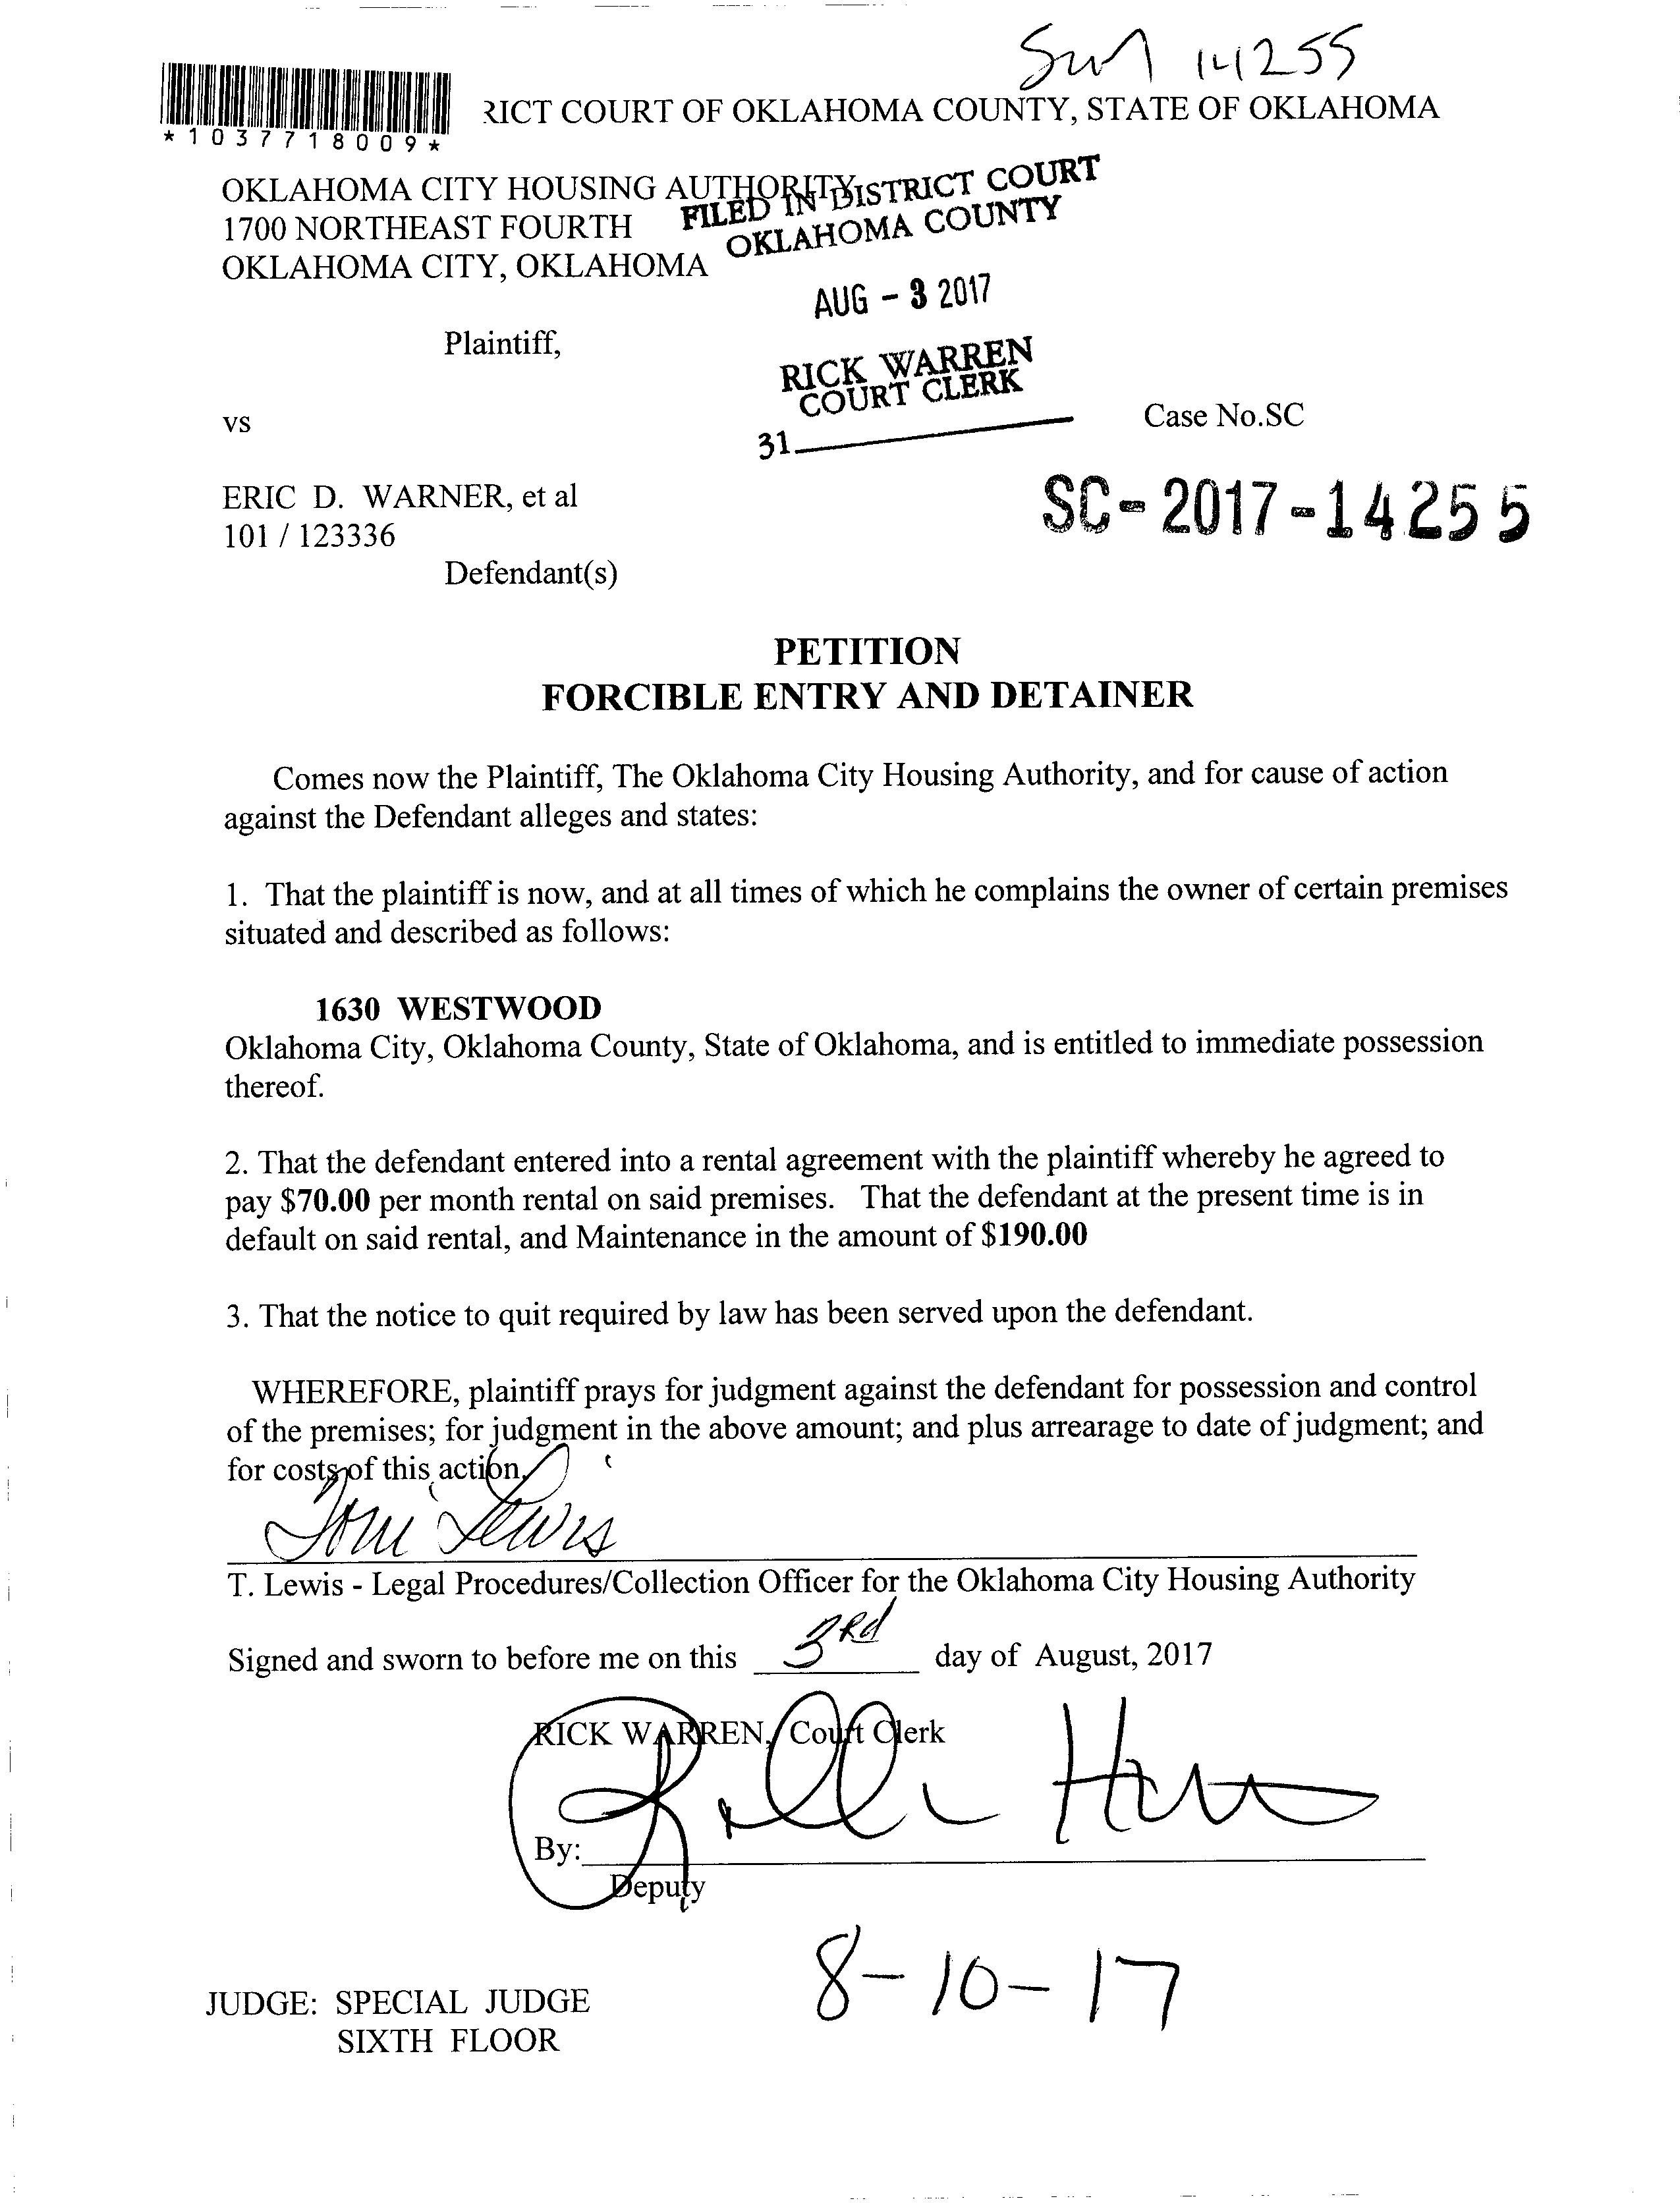 14255
*1037718009*
RICT COURT OF OKLAHOMA COUNTY, STATE OF OKLAHOMA
OKLAHOMA CITY HOUSING AUTHORITY
1700 NORTHEAST FOURTH
OKLAHOMA CITY, OKLAHOMA
FILED IN DISTRICT COURT
OKLAHOMA COUNTY
AUG - 3 2017
RICK WARREN
COURT CLERK
31
Plaintiff,
vs
Case No.SC
SC-2017-14255
ERIC D. WARNER, et al
101 / 123336
Defendant(s)
PETITION
FORCIBLE ENTRY AND DETAINER
Comes now the Plaintiff, The Oklahoma City Housing Authority, and for cause of action
against the Defendant alleges and states:
1. That the plaintiff is now, and at all times of which he complains the owner of certain premises
situated and described as follows:
1630 WESTWOOD
Oklahoma City, Oklahoma County, State of Oklahoma, and is entitled to immediate possession
thereof.
2. That the defendant entered into a rental agreement with the plaintiff whereby he agreed to
pay $70.00 per month rental on said premises. That the defendant at the present time is in
default on said rental, and Maintenance in the amount of $190.00
3. That the notice to quit required by law has been served upon the defendant.
WHEREFORE, plaintiff prays for judgment against the defendant for possession and control
of the premises; for judgment in the above amount; and plus arrearage to date of judgment; and
for costs of this action.
Toni Lewis
T. Lewis - Legal Procedures/Collection Officer for the Oklahoma City Housing Authority
Signed and sworn to before me on this 3Rd day of August, 2017
RICK WARREN, Court Clerk
By:
Deputy
8-10-17
JUDGE: SPECIAL JUDGE
SIXTH FLOOR